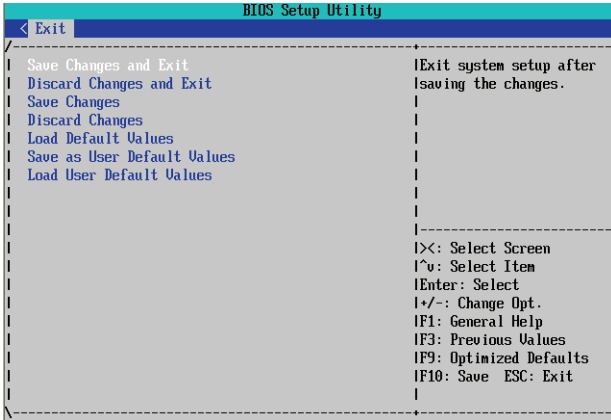 BIOS Setup Utility
< Exit
Save Changes and Exit
Discard Changes and Exit
Save Changes
Discard Changes
Load Default Values
Save as User Default Values
Load User Default Values
Exit system setup after
saving the changes.
><: Select Screen
^v: Select Item
Enter: Select
+/-: Change Opt.
F1: General Help
F3: Previous Values
F9: Optimized Defaults
F10: Save ESC: Exit